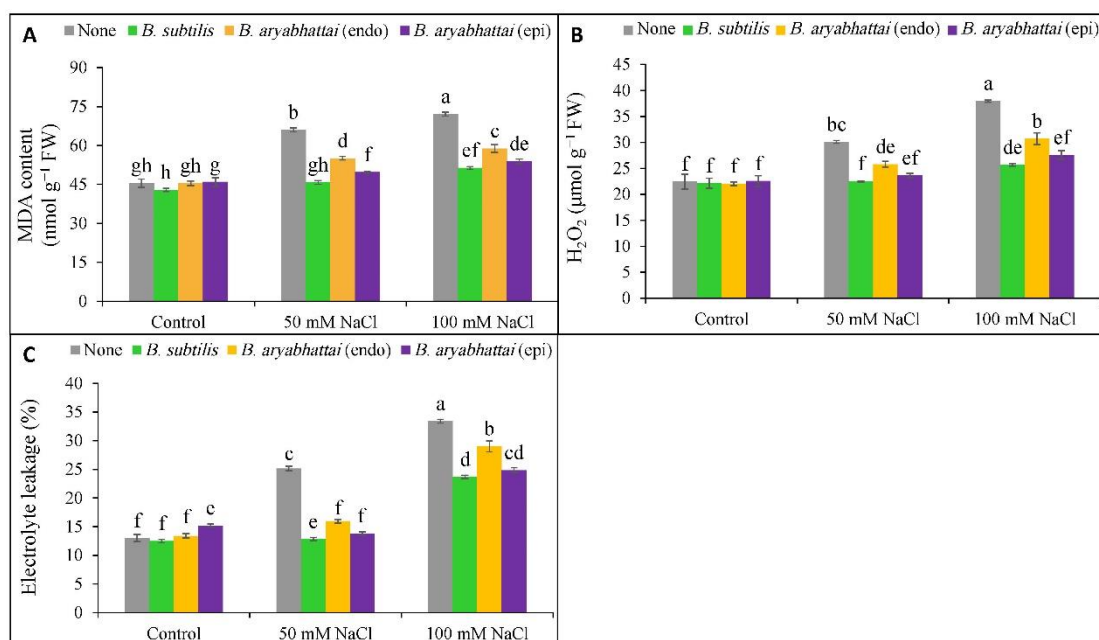 A
None B. subtilis B. aryabhattai (endo) B. aryabhattai (epi)
MDA content
(nmol g⁻¹ FW)
90
75
60
45
30
15
0
gh h gh g
b gh d f
a ef c de
Control 50 mM NaCl 100 mM NaCl
B
None B. subtilis B. aryabhattai (endo) B. aryabhattai (epi)
H₂O₂ (µmol g⁻¹ FW)
45
40
35
30
25
20
15
10
5
0
f f f f
bc f de ef
a de b ef
Control 50 mM NaCl 100 mM NaCl
C
None B. subtilis B. aryabhattai (endo) B. aryabhattai (epi)
Electrolyte leakage (%)
40
35
30
25
20
15
10
5
0
f f f e
c e f f
a d b cd
Control 50 mM NaCl 100 mM NaCl